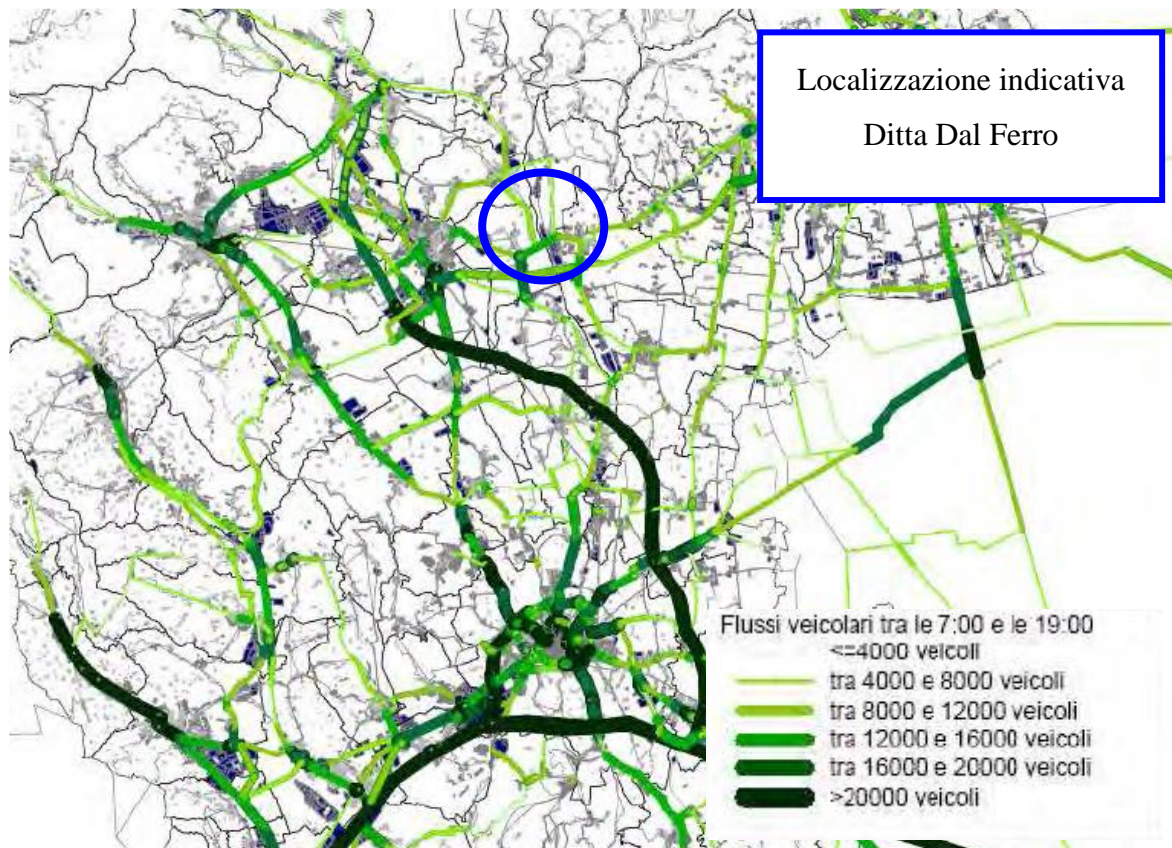 Localizzazione indicativa
Ditta Dal Ferro
Flussi veicolari tra le 7:00 e le 19:00
<=4000 veicoli
tra 4000 e 8000 veicoli
tra 8000 e 12000 veicoli
tra 12000 e 16000 veicoli
tra 16000 e 20000 veicoli
>20000 veicoli